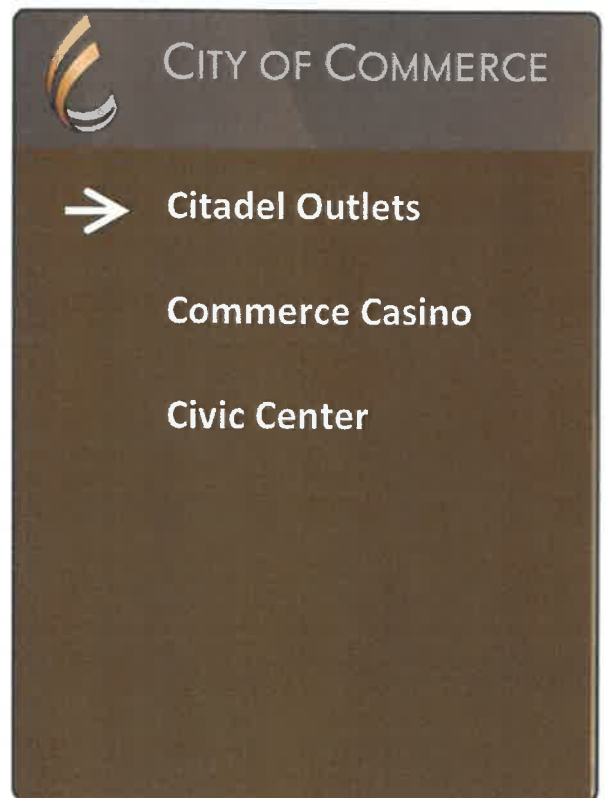 CITY OF COMMERCE
→ Citadel Outlets
Commerce Casino
Civic Center